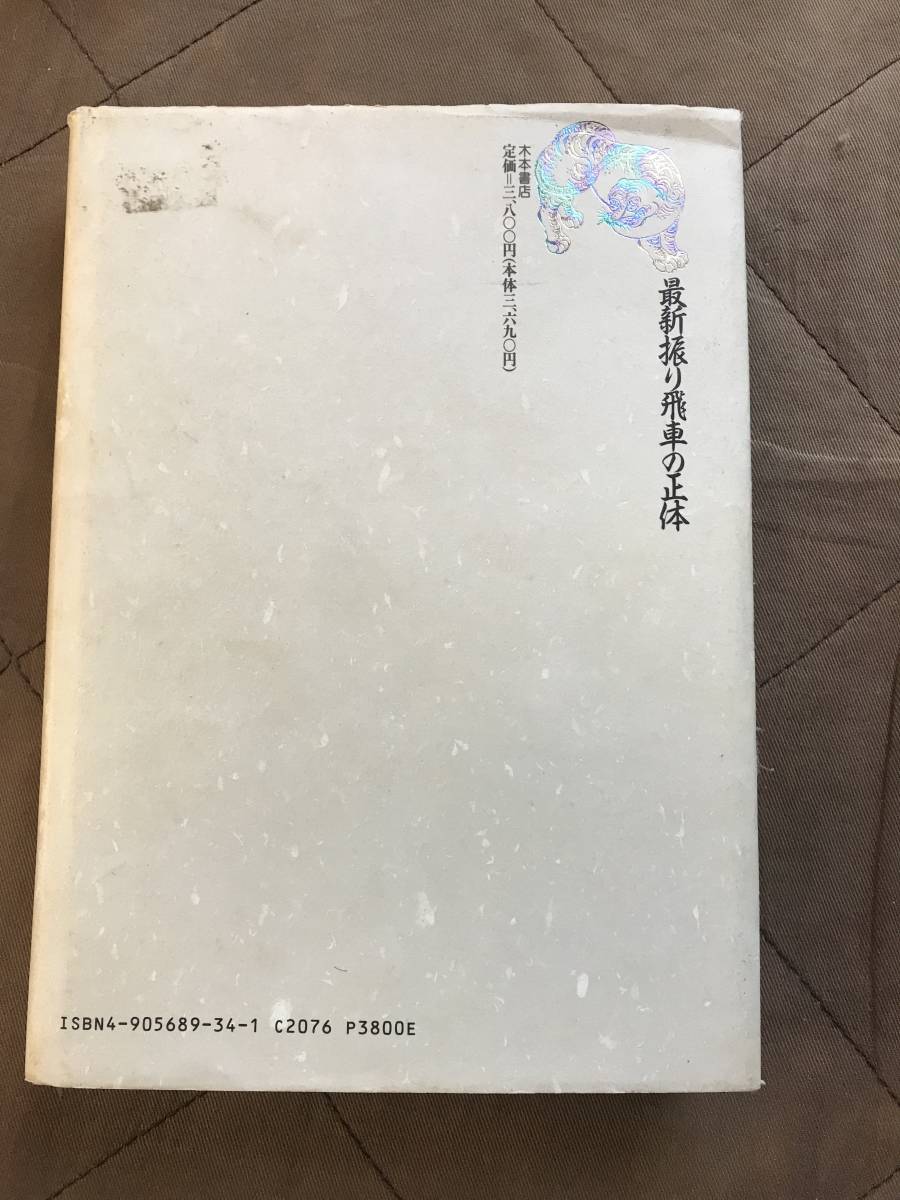 最新振り飛車の正体
木本書店
定価=三、八〇〇円(本体三、六九〇円)
ISBN4-905689-34-1 C2076 P3800E